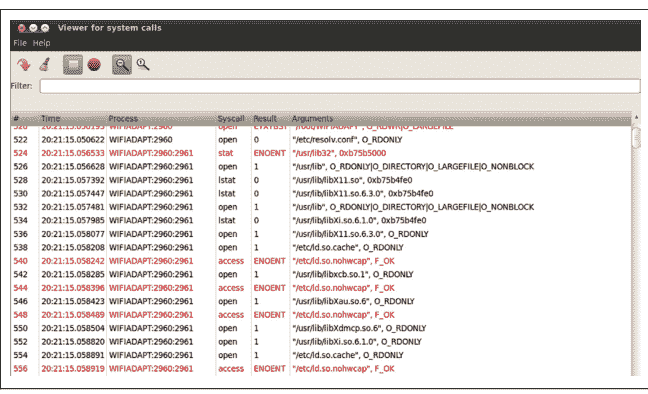 Viewer for system calls
File Help
Filter:
# Time Process Syscall Result Arguments
520 20:21:15.050195 WIFIADAPT:2960 open ETXTBSY "/root/WIFIADAPT", O_RDWR|O_LARGEFILE
522 20:21:15.050622 WIFIADAPT:2960 open 0 "/etc/resolv.conf", O_RDONLY
524 20:21:15.056533 WIFIADAPT:2960:2961 stat ENOENT "/usr/lib32", 0xb75b5000
526 20:21:15.056628 WIFIADAPT:2960:2961 open 1 "/usr/lib", O_RDONLY|O_DIRECTORY|O_LARGEFILE|O_NONBLOCK
528 20:21:15.057392 WIFIADAPT:2960:2961 lstat 0 "/usr/lib/libX11.so", 0xb75b4fe0
530 20:21:15.057447 WIFIADAPT:2960:2961 lstat 0 "/usr/lib/libX11.so.6.3.0", 0xb75b4fe0
532 20:21:15.057481 WIFIADAPT:2960:2961 open 1 "/usr/lib", O_RDONLY|O_DIRECTORY|O_LARGEFILE|O_NONBLOCK
534 20:21:15.057985 WIFIADAPT:2960:2961 lstat 0 "/usr/lib/libXi.so.6.1.0", 0xb75b4fe0
536 20:21:15.058077 WIFIADAPT:2960:2961 open 1 "/usr/lib/libX11.so.6.3.0", O_RDONLY
538 20:21:15.058208 WIFIADAPT:2960:2961 open 1 "/etc/ld.so.cache", O_RDONLY
540 20:21:15.058242 WIFIADAPT:2960:2961 access ENOENT "/etc/ld.so.nohwcap", F_OK
542 20:21:15.058285 WIFIADAPT:2960:2961 open 1 "/usr/lib/libxcb.so.1", O_RDONLY
544 20:21:15.058396 WIFIADAPT:2960:2961 access ENOENT "/etc/ld.so.nohwcap", F_OK
546 20:21:15.058423 WIFIADAPT:2960:2961 open 1 "/usr/lib/libXau.so.6", O_RDONLY
548 20:21:15.058489 WIFIADAPT:2960:2961 access ENOENT "/etc/ld.so.nohwcap", F_OK
550 20:21:15.058504 WIFIADAPT:2960:2961 open 1 "/usr/lib/libXdmcp.so.6", O_RDONLY
552 20:21:15.058820 WIFIADAPT:2960:2961 open 1 "/usr/lib/libXi.so.6.1.0", O_RDONLY
554 20:21:15.058891 WIFIADAPT:2960:2961 open 1 "/etc/ld.so.cache", O_RDONLY
556 20:21:15.058919 WIFIADAPT:2960:2961 access ENOENT "/etc/ld.so.nohwcap", F_OK